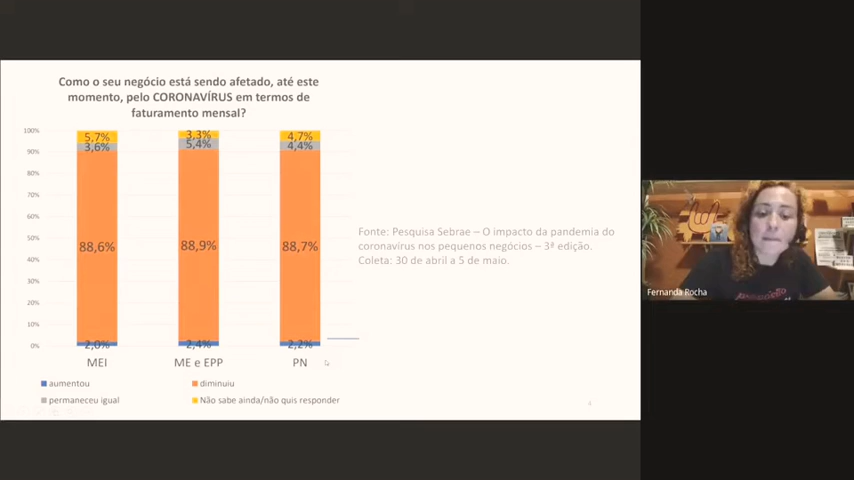 Como o seu negócio está sendo afetado, até este
momento, pelo CORONAVÍRUS em termos de
faturamento mensal?
100%
90%
80%
70%
60%
50%
40%
30%
20%
10%
0%
5,7%
3,6%
88,6%
2,0%
3,3%
5,4%
88,9%
2,4%
4,7%
4,4%
88,7%
2,2%
MEI
ME e EPP
PN
aumentou
diminuiu
permaneceu igual
Não sabe ainda/não quis responder
Fonte: Pesquisa Sebrae – O impacto da pandemia do
coronavírus nos pequenos negócios – 3ª edição.
Coleta: 30 de abril a 5 de maio.
Fernanda Rocha